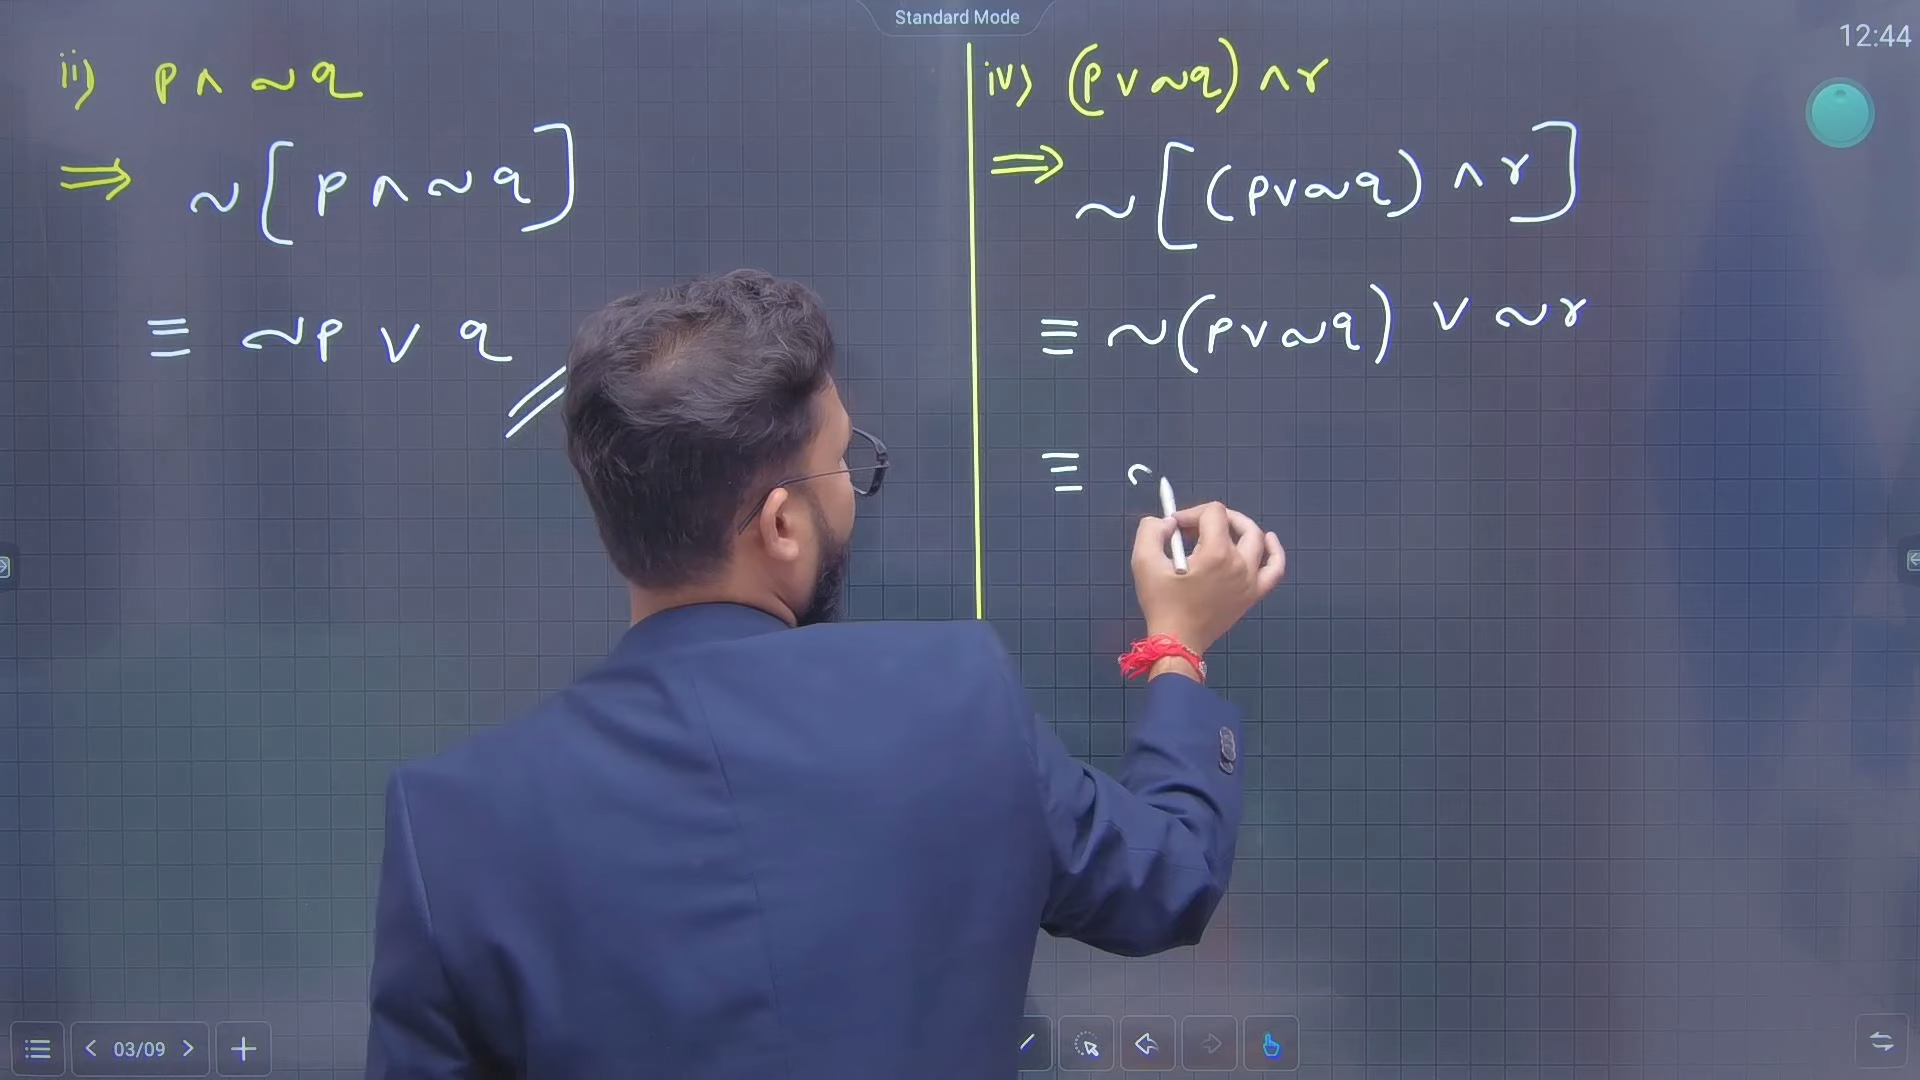 Standard Mode
12:44
ii) p ∧ ~q
⇒ ~[p ∧ ~q]
≡ ~p ∨ q
iv) (p ∨ ~q) ∧ r
⇒ ~[(p ∨ ~q) ∧ r]
≡ ~(p ∨ ~q) ∨ ~r
≡ ~
03/09